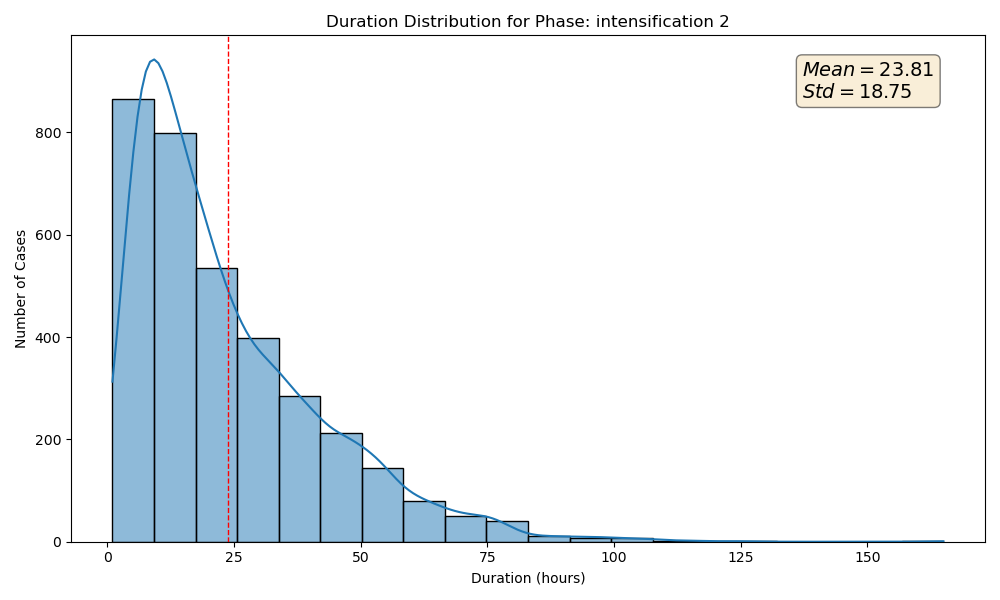 Duration Distribution for Phase: intensification 2
Mean = 23.81
Std = 18.75
Number of Cases
800
600
400
200
0
0 25 50 75 100 125 150
Duration (hours)